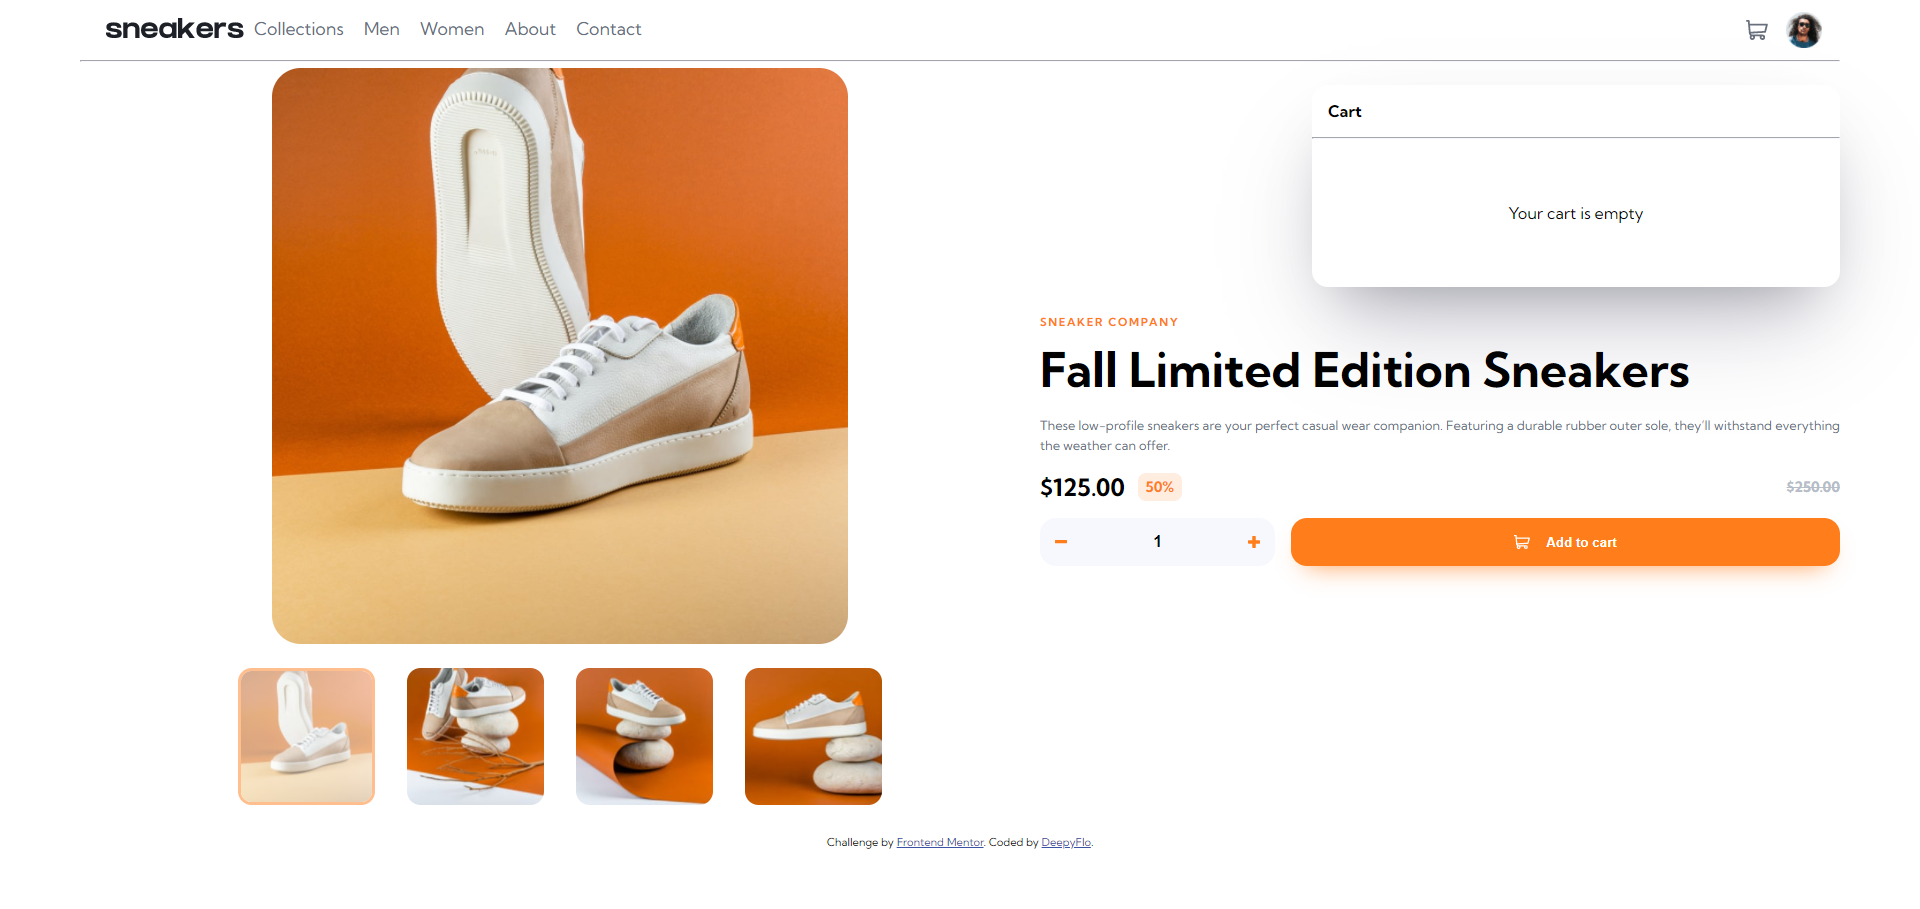 sneakers Collections Men Women About Contact
Cart
Your cart is empty
SNEAKER COMPANY
Fall Limited Edition Sneakers
These low-profile sneakers are your perfect casual wear companion. Featuring a durable rubber outer sole, they'll withstand everything
the weather can offer.
$125.00 50% $250.00
1 Add to cart
Challenge by Frontend Mentor. Coded by DeepyFlo.